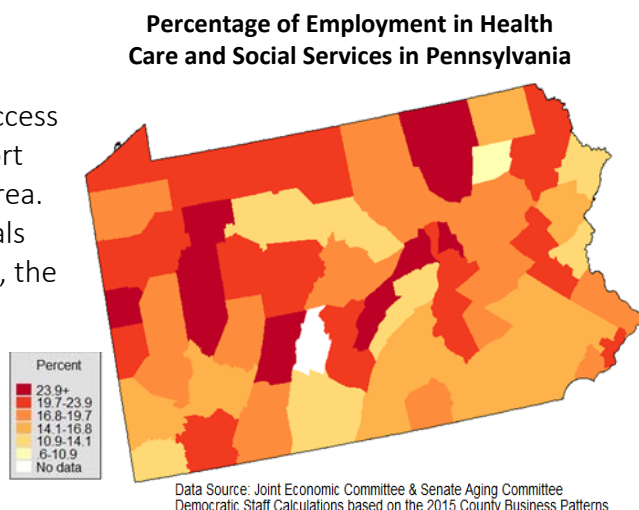 Percentage of Employment in Health
Care and Social Services in Pennsylvania
ccess
ort
rea.
als
, the
Percent
23.9+
19.7-23.9
16.8-19.7
14.1-16.8
10.9-14.1
.6-10.9
No data
Data Source: Joint Economic Committee & Senate Aging Committee
Democratic Staff Calculations based on the 2015 County Business Patterns